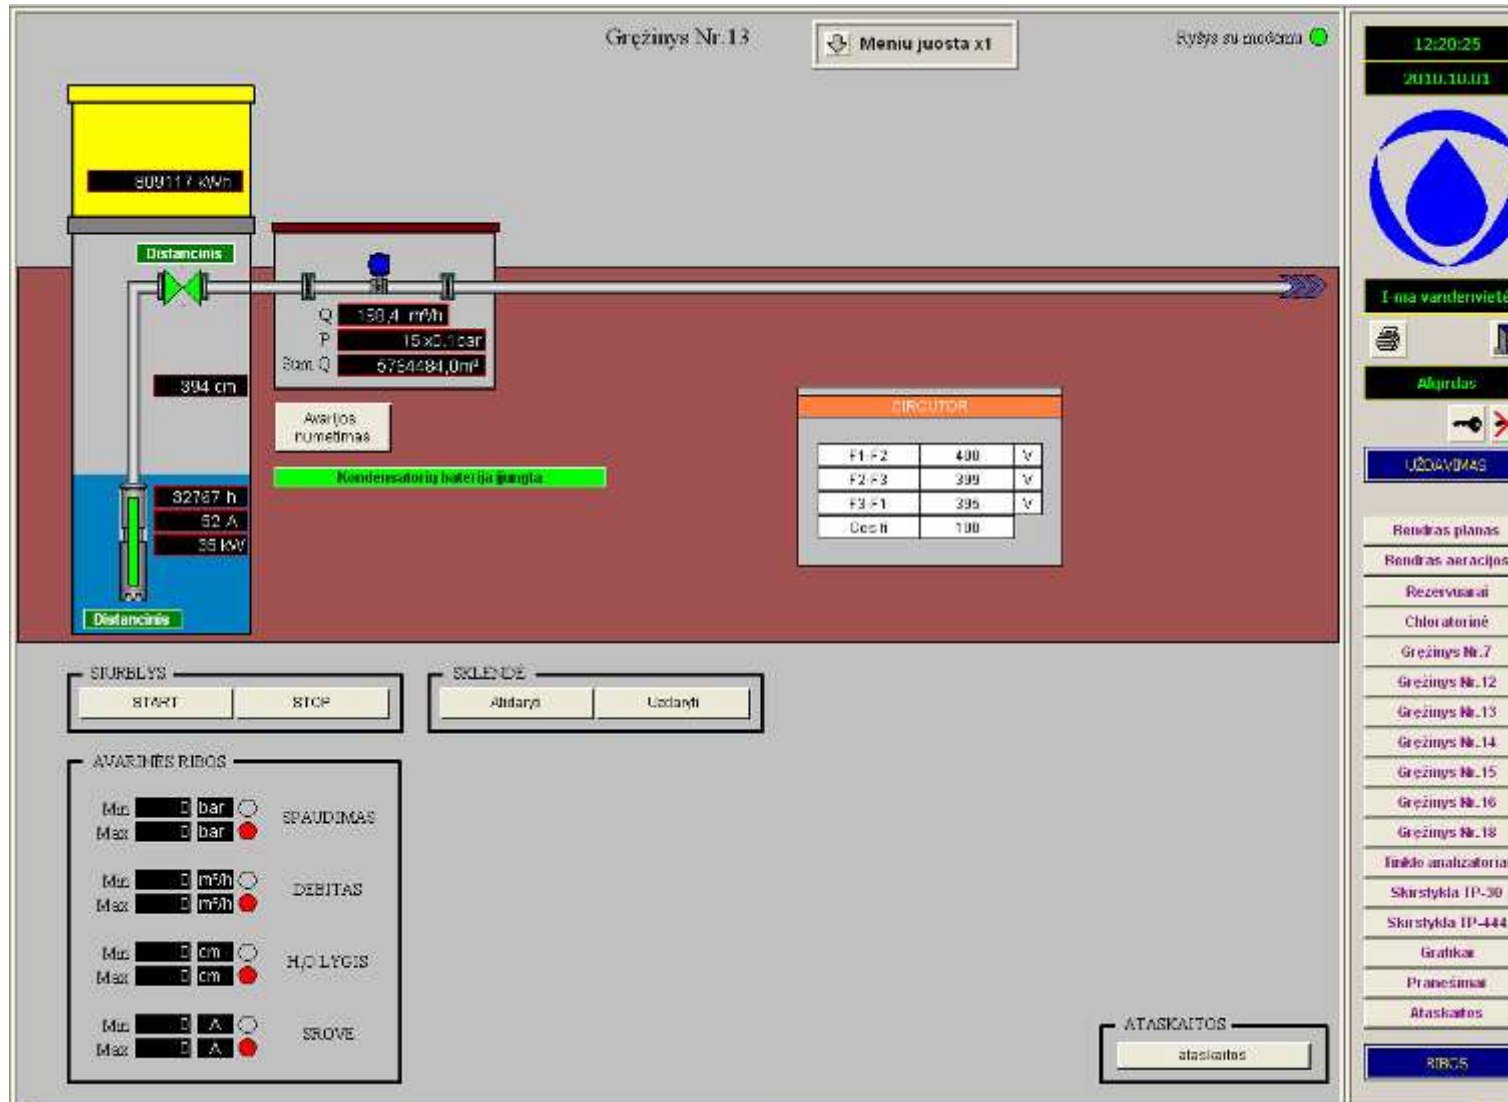 Gręžinys Nr.13
Meniu juosta x1
Ryšys su modemu
12:20:25
2010.10.01
809117 kWh
Distancinis
I-ma vandenvietė
Q 198,4 m³/h
P 15 x0.1bar
Sum Q 5764484,0m³
394 cm
Algirdas
Avarijos
numetimas
CIRCUTOR
Kondensatorių baterija įjungta
F1-F2 400 V
F2-F3 399 V
F3-F1 395 V
Cos fi 100
UŽDAVIMAS
32767 h
52 A
35 kW
Distancinis
Bendras planas
Bendras aeracijos
Rezervuarai
Chloratorinė
Gręžinys Nr.7
Gręžinys Nr.12
Gręžinys Nr.13
Gręžinys Nr.14
Gręžinys Nr.15
Gręžinys Nr.16
Gręžinys Nr.18
Tinklo analizatoriai
Skirstykla TP-30
Skirstykla TP-444
Grafikai
Pranešimai
Ataskaitos
RIBOS
SIURBLYS
START STOP
SKLENDĖ
Atidaryti Uždaryti
AVARINĖS RIBOS
Min 0 bar
Max 0 bar
SPAUDIMAS
Min 0 m³/h
Max 0 m³/h
DEBITAS
Min 0 cm
Max 0 cm
H₂O LYGIS
Min 0 A
Max 0 A
SROVĖ
ATASKAITOS
ataskaitos